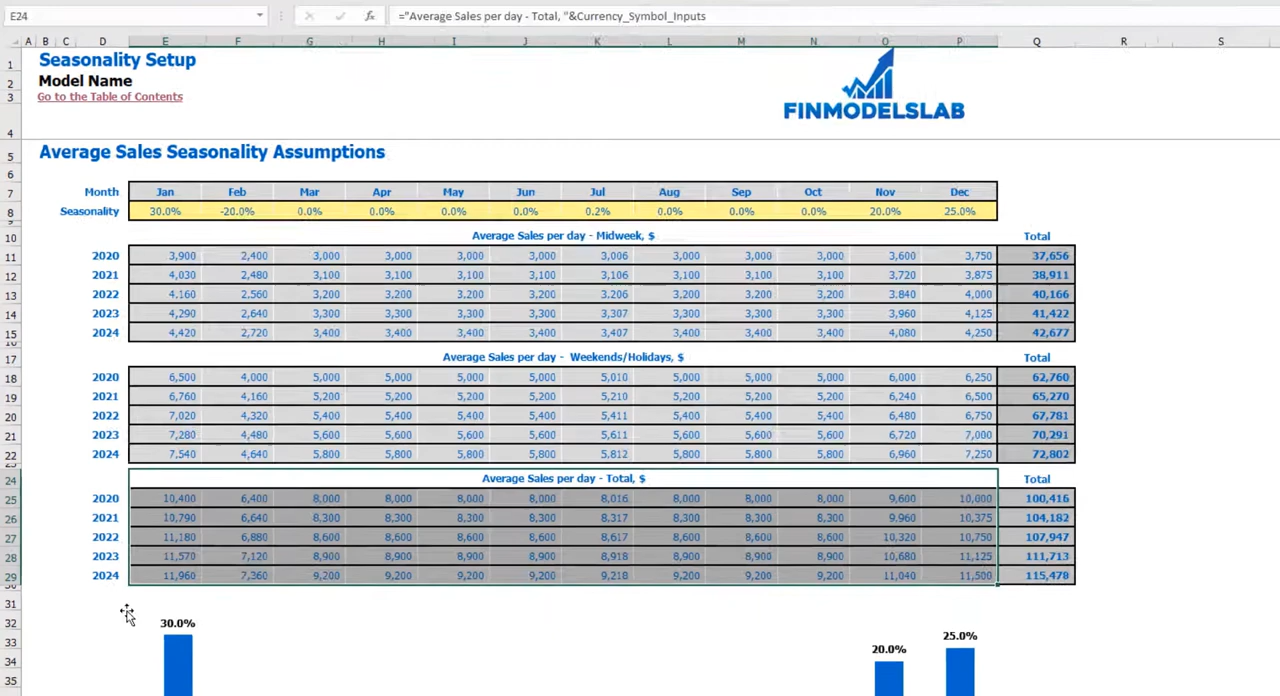 E24 ="Average Sales per day - Total, "&Currency_Symbol_Inputs
A B C D E F G H I J K L M N O P Q R S
1 Seasonality Setup
2 Model Name
3 Go to the Table of Contents
FINMODELSLAB
4
5 Average Sales Seasonality Assumptions
6
7 Month Jan Feb Mar Apr May Jun Jul Aug Sep Oct Nov Dec
8 Seasonality 30.0% -20.0% 0.0% 0.0% 0.0% 0.0% 0.2% 0.0% 0.0% 0.0% 20.0% 25.0%
10 Average Sales per day - Midweek, $ Total
11 2020 3,900 2,400 3,000 3,000 3,000 3,000 3,006 3,000 3,000 3,000 3,600 3,750 37,656
12 2021 4,030 2,480 3,100 3,100 3,100 3,100 3,106 3,100 3,100 3,100 3,720 3,875 38,911
13 2022 4,160 2,560 3,200 3,200 3,200 3,200 3,206 3,200 3,200 3,200 3,840 4,000 40,166
14 2023 4,290 2,640 3,300 3,300 3,300 3,300 3,307 3,300 3,300 3,300 3,960 4,125 41,422
15 2024 4,420 2,720 3,400 3,400 3,400 3,400 3,407 3,400 3,400 3,400 4,080 4,250 42,677
17 Average Sales per day - Weekends/Holidays, $ Total
18 2020 6,500 4,000 5,000 5,000 5,000 5,000 5,010 5,000 5,000 5,000 6,000 6,250 62,760
19 2021 6,760 4,160 5,200 5,200 5,200 5,200 5,210 5,200 5,200 5,200 6,240 6,500 65,270
20 2022 7,020 4,320 5,400 5,400 5,400 5,400 5,411 5,400 5,400 5,400 6,480 6,750 67,781
21 2023 7,280 4,480 5,600 5,600 5,600 5,600 5,611 5,600 5,600 5,600 6,720 7,000 70,291
22 2024 7,540 4,640 5,800 5,800 5,800 5,800 5,812 5,800 5,800 5,800 6,960 7,250 72,802
24 Average Sales per day - Total, $ Total
25 2020 10,400 6,400 8,000 8,000 8,000 8,000 8,016 8,000 8,000 8,000 9,600 10,000 100,416
26 2021 10,790 6,640 8,300 8,300 8,300 8,300 8,317 8,300 8,300 8,300 9,960 10,375 104,182
27 2022 11,180 6,880 8,600 8,600 8,600 8,600 8,617 8,600 8,600 8,600 10,320 10,750 107,947
28 2023 11,570 7,120 8,900 8,900 8,900 8,900 8,918 8,900 8,900 8,900 10,680 11,125 111,713
29 2024 11,960 7,360 9,200 9,200 9,200 9,200 9,218 9,200 9,200 9,200 11,040 11,500 115,478
31
32 30.0%
33 25.0%
34 20.0%
35